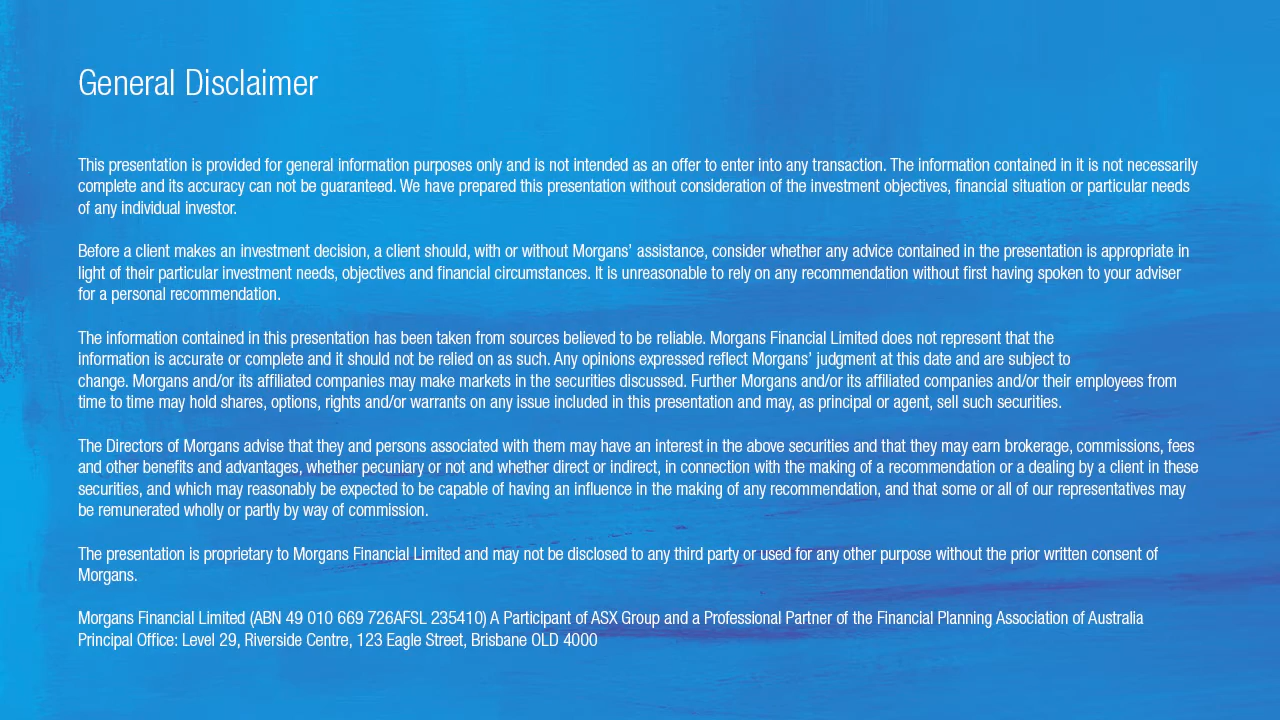 General Disclaimer
This presentation is provided for general information purposes only and is not intended as an offer to enter into any transaction. The information contained in it is not necessarily
complete and its accuracy can not be guaranteed. We have prepared this presentation without consideration of the investment objectives, financial situation or particular needs
of any individual investor.
Before a client makes an investment decision, a client should, with or without Morgans' assistance, consider whether any advice contained in the presentation is appropriate in
light of their particular investment needs, objectives and financial circumstances. It is unreasonable to rely on any recommendation without first having spoken to your adviser
for a personal recommendation.
The information contained in this presentation has been taken from sources believed to be reliable. Morgans Financial Limited does not represent that the
information is accurate or complete and it should not be relied on as such. Any opinions expressed reflect Morgans' judgment at this date and are subject to
change. Morgans and/or its affiliated companies may make markets in the securities discussed. Further Morgans and/or its affiliated companies and/or their employees from
time to time may hold shares, options, rights and/or warrants on any issue included in this presentation and may, as principal or agent, sell such securities.
The Directors of Morgans advise that they and persons associated with them may have an interest in the above securities and that they may earn brokerage, commissions, fees
and other benefits and advantages, whether pecuniary or not and whether direct or indirect, in connection with the making of a recommendation or a dealing by a client in these
securities, and which may reasonably be expected to be capable of having an influence in the making of any recommendation, and that some or all of our representatives may
be remunerated wholly or partly by way of commission.
The presentation is proprietary to Morgans Financial Limited and may not be disclosed to any third party or used for any other purpose without the prior written consent of
Morgans.
Morgans Financial Limited (ABN 49 010 669 726AFSL 235410) A Participant of ASX Group and a Professional Partner of the Financial Planning Association of Australia
Principal Office: Level 29, Riverside Centre, 123 Eagle Street, Brisbane OLD 4000